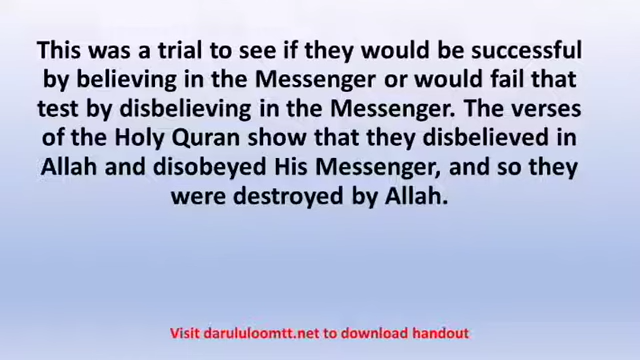 This was a trial to see if they would be successful
by believing in the Messenger or would fail that
test by disbelieving in the Messenger. The verses
of the Holy Quran show that they disbelieved in
Allah and disobeyed His Messenger, and so they
were destroyed by Allah.
Visit darululoomtt.net to download handout